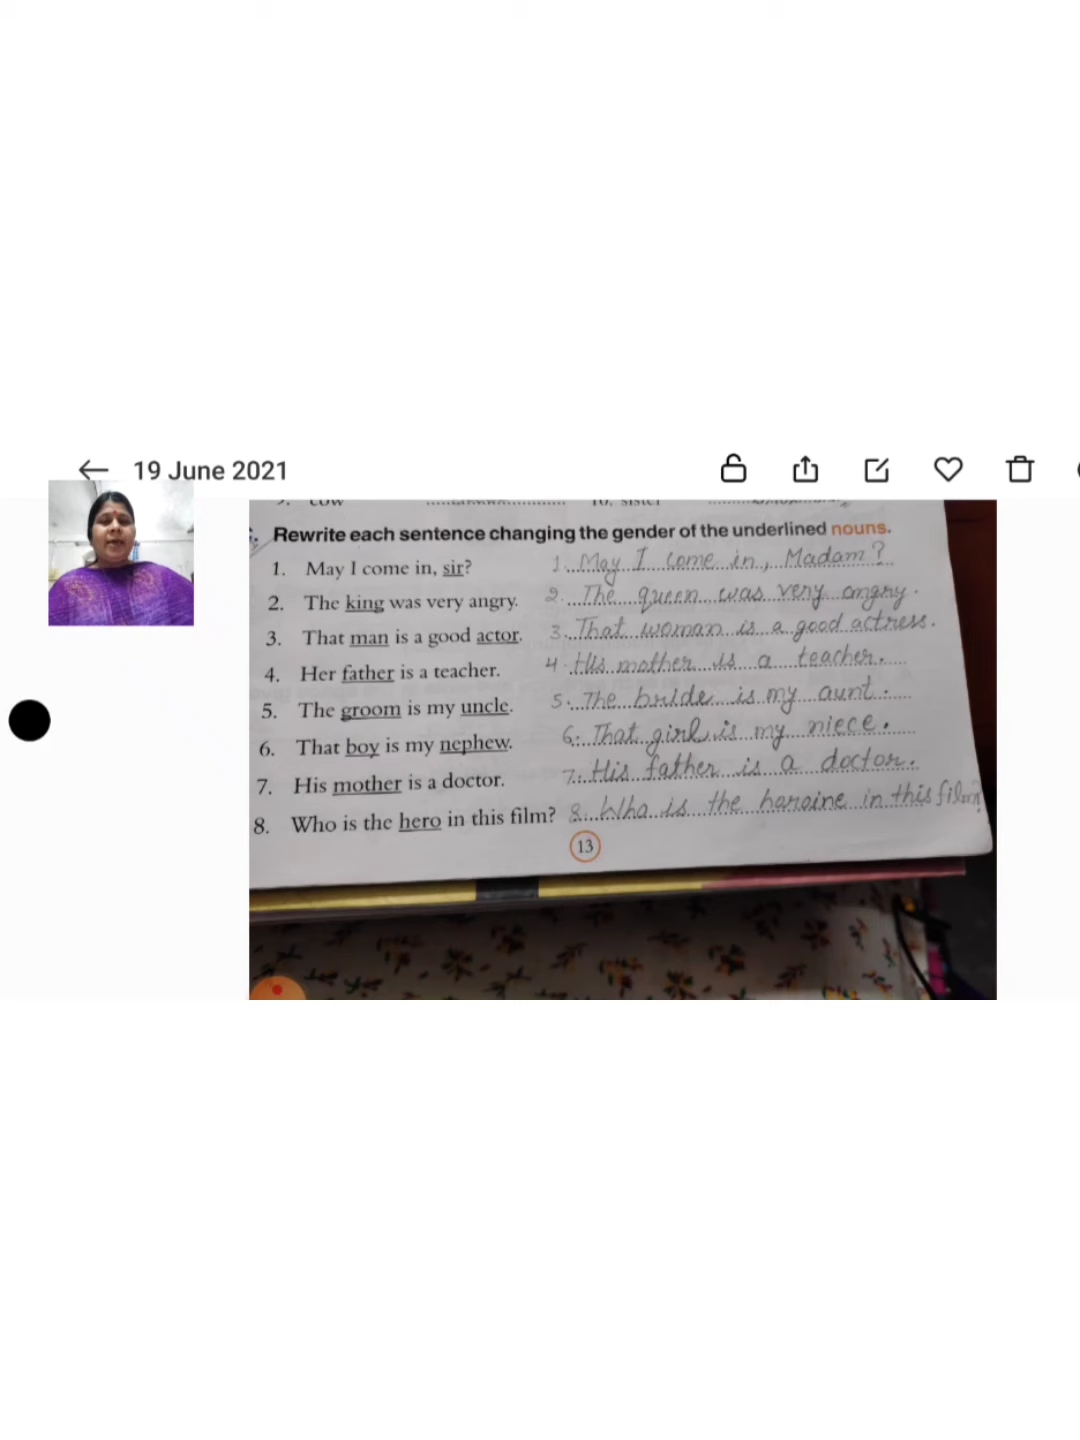 19 June 2021
Rewrite each sentence changing the gender of the underlined nouns.
1. May I come in, sir? 1. May I come in, Madam?
2. The king was very angry. 2. The queen was very angry.
3. That man is a good actor. 3. That woman is a good actress.
4. Her father is a teacher. 4. His mother is a teacher.
5. The groom is my uncle. 5. The bride is my aunt.
6. That boy is my nephew. 6. That girl is my niece.
7. His mother is a doctor. 7. His father is a doctor.
8. Who is the hero in this film? 8. Who is the heroine in this film?
13